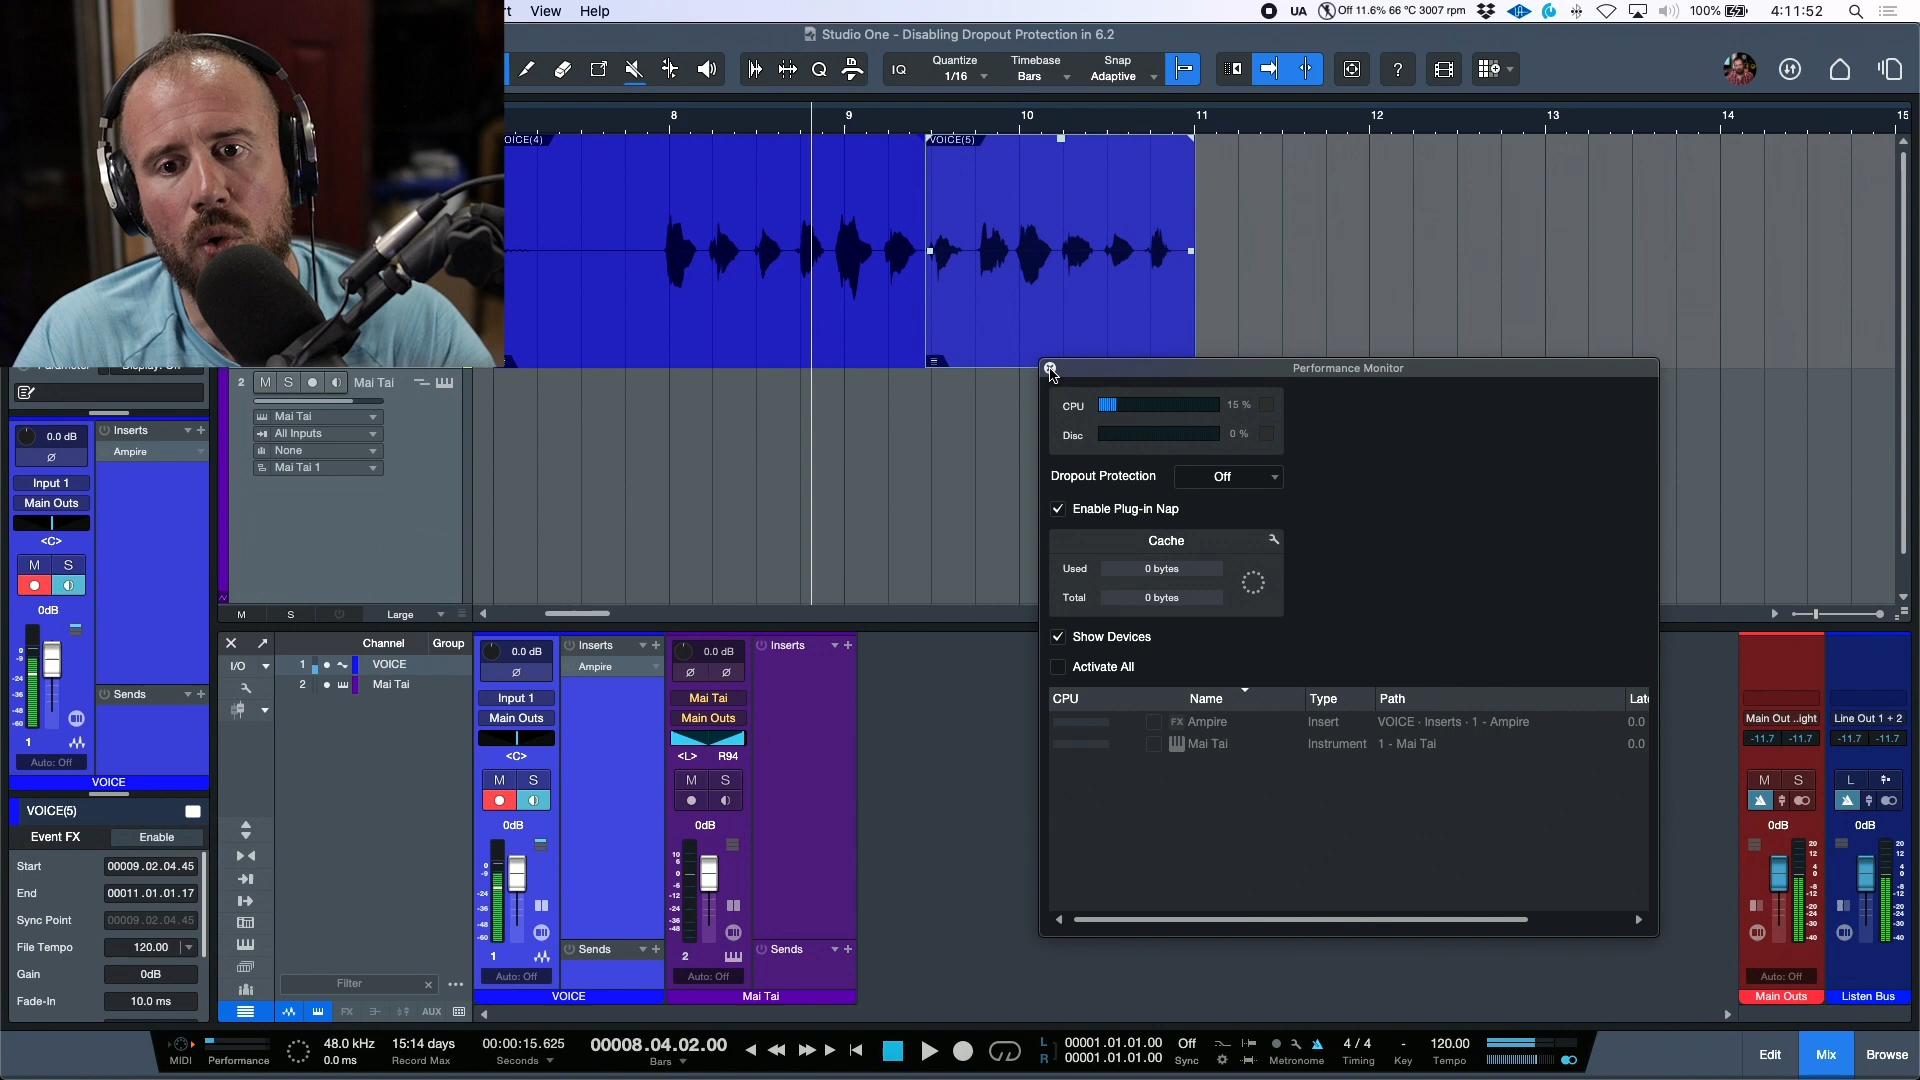 rt View Help
UA Off 11.6% 66 °C 3007 rpm 100% 4:11:52
Studio One - Disabling Dropout Protection in 6.2
IQ Quantize 1/16 Timebase Bars Snap Adaptive ?
8 9 10 11 12 13 14 15
OICE(4) VOICE(5)
2 M S Mai Tai
Mai Tai
All Inputs
None
Mai Tai 1
M S Large
0.0 dB Inserts
Ampire
Input 1
Main Outs
<C>
M S
0dB
Sends
1
Auto: Off
VOICE
VOICE(5)
Event FX Enable
Start 00009.02.04.45
End 00011.01.01.17
Sync Point 00009.02.04.45
File Tempo 120.00
Gain 0dB
Fade-In 10.0 ms
Channel Group
I/O 1 VOICE
2 Mai Tai
Filter
FX AUX
0.0 dB Inserts
Ampire
Input 1
Main Outs
<C>
M S
0dB
Sends
1
Auto: Off
VOICE
0.0 dB Inserts
Mai Tai
Main Outs
<L> R94
M S
0dB
Sends
2
Auto: Off
Mai Tai
Performance Monitor
CPU 15 %
Disc 0 %
Dropout Protection Off
Enable Plug-in Nap
Cache
Used 0 bytes
Total 0 bytes
Show Devices
Activate All
CPU Name Type Path Late
FX Ampire Insert VOICE · Inserts · 1 - Ampire 0.0
Mai Tai Instrument 1 - Mai Tai 0.0
Main Out ..ight Line Out 1 + 2
-11.7 -11.7 -11.7 -11.7
M S L
0dB 0dB
Auto: Off
Main Outs Listen Bus
MIDI Performance 48.0 kHz 0.0 ms 15:14 days Record Max 00:00:15.625 Seconds 00008.04.02.00 Bars
L 00001.01.01.00 R 00001.01.01.00 Off Sync Metronome 4 / 4 Timing - Key 120.00 Tempo
Edit Mix Browse